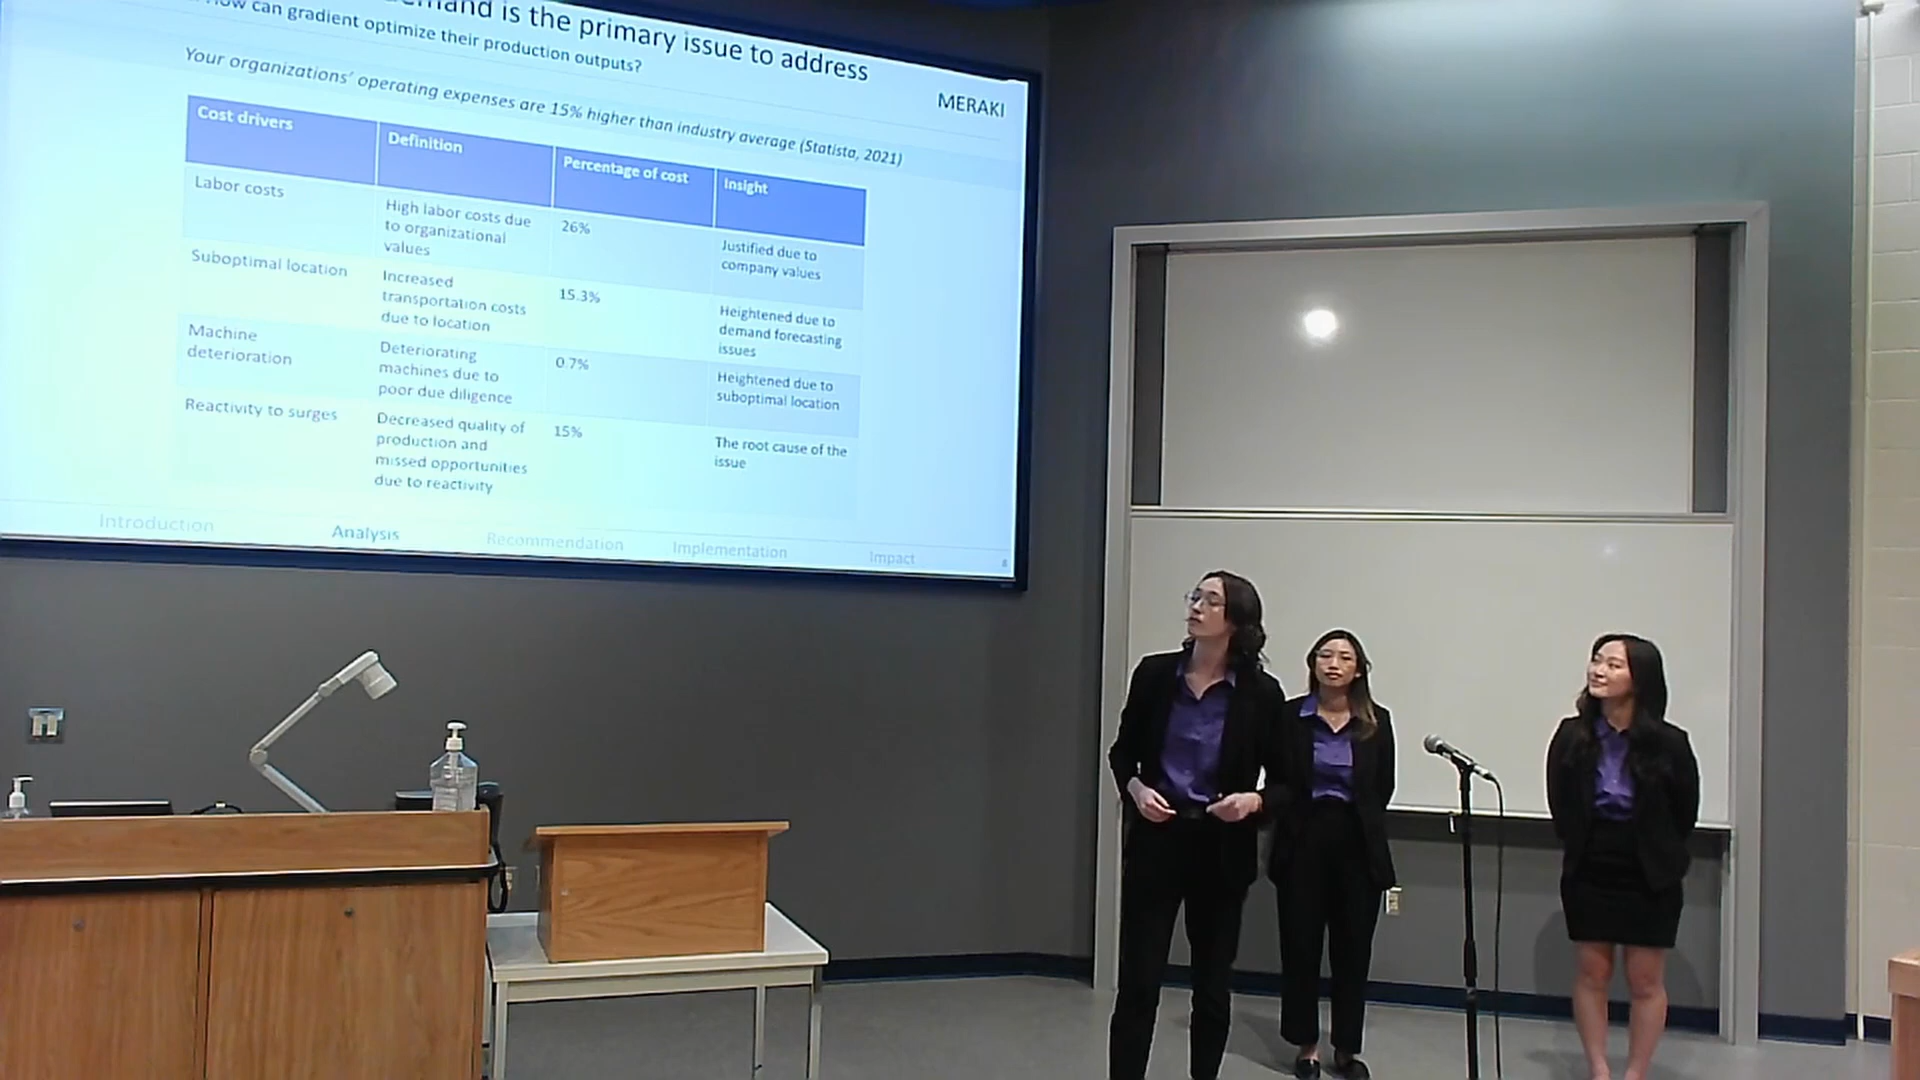 is the primary issue to address
can gradient optimize their production outputs?
MERAKI
Your organizations' operating expenses are 15% higher than industry average (Statista, 2021)
Cost drivers
Definition
Percentage of cost
Insight
Labor costs
High labor costs due
to organizational
values
26%
Justified due to
company values
Suboptimal location
Increased
transportation costs
due to location
15.3%
Heightened due to
demand forecasting
issues
Machine
deterioration
Deteriorating
machines due to
poor due diligence
0.7%
Heightened due to
suboptimal location
Reactivity to surges
Decreased quality of
production and
missed opportunities
due to reactivity
15%
The root cause of the
issue
Introduction
Analysis
Recommendation
Implementation
Impact